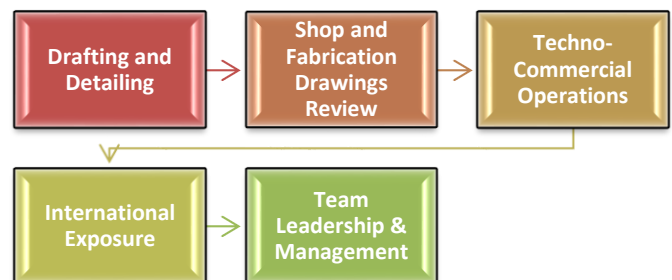 Drafting and
Detailing
Shop and
Fabrication
Drawings
Review
Techno-
Commercial
Operations
International
Exposure
Team
Leadership &
Management